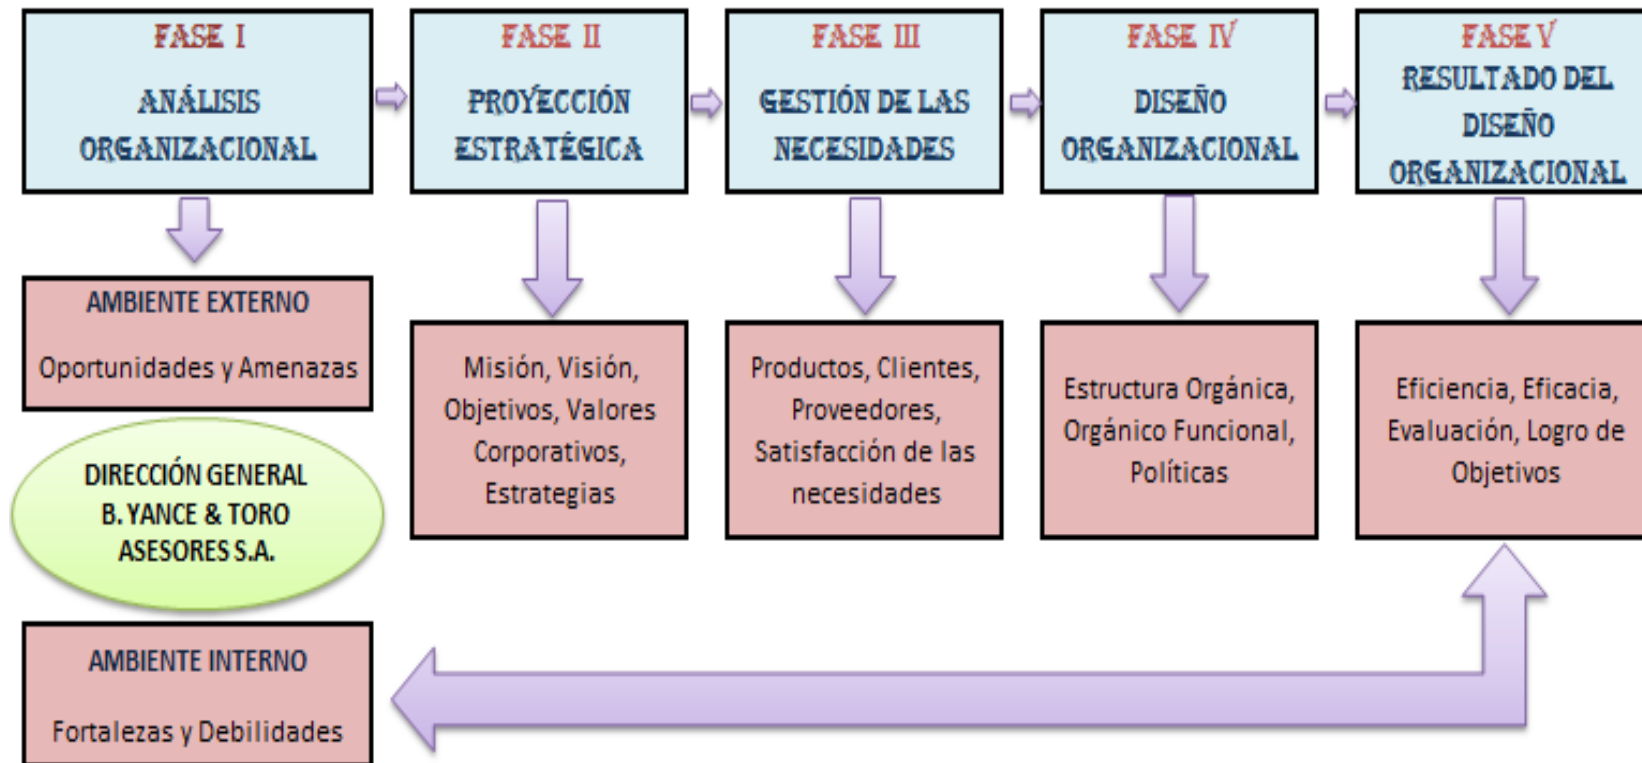 FASE I
ANÁLISIS
ORGANIZACIONAL
FASE II
PROYECCIÓN
ESTRATÉGICA
FASE III
GESTIÓN DE LAS
NECESIDADES
FASE IV
DISEÑO
ORGANIZACIONAL
FASE V
RESULTADO DEL
DISEÑO
ORGANIZACIONAL
AMBIENTE EXTERNO
Oportunidades y Amenazas
DIRECCIÓN GENERAL
B. YANCE & TORO
ASESORES S.A.
AMBIENTE INTERNO
Fortalezas y Debilidades
Misión, Visión,
Objetivos, Valores
Corporativos,
Estrategias
Productos, Clientes,
Proveedores,
Satisfacción de las
necesidades
Estructura Orgánica,
Orgánico Funcional,
Políticas
Eficiencia, Eficacia,
Evaluación, Logro de
Objetivos